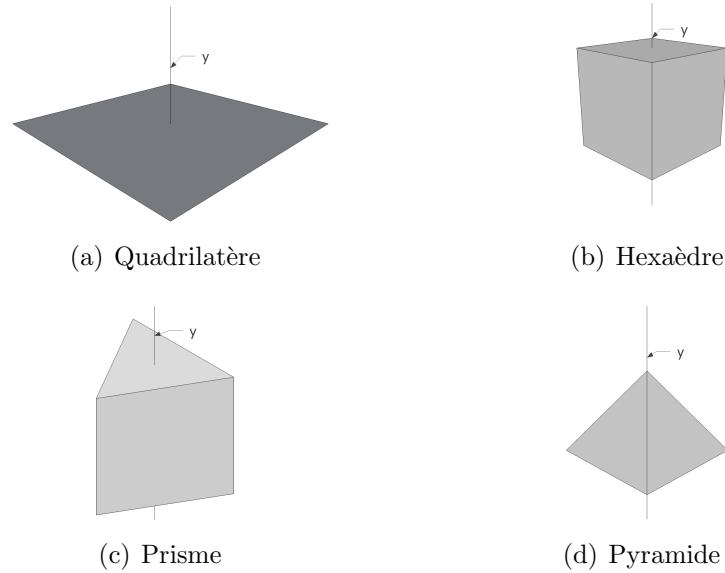 y
y
(a) Quadrilatère
(b) Hexaèdre
y
y
(c) Prisme
(d) Pyramide